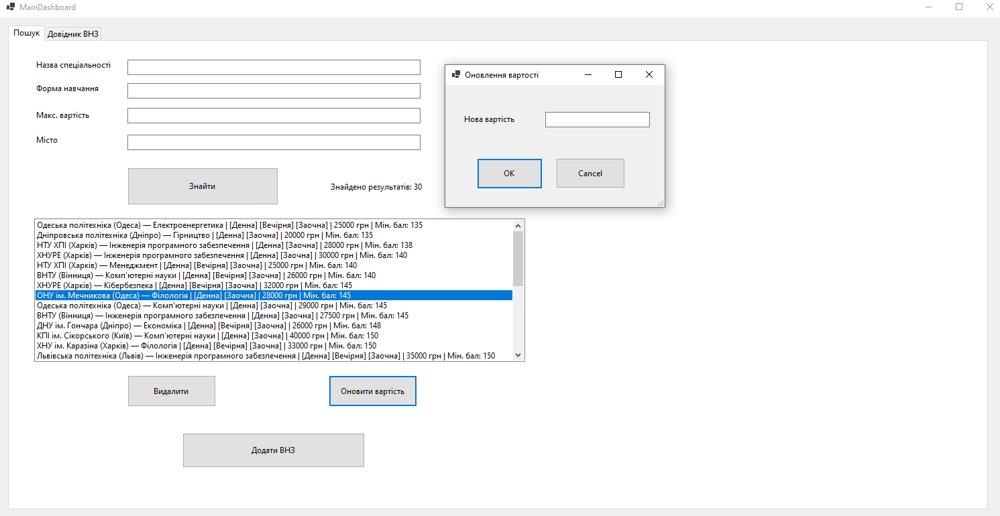 MainDashboard
Пошук
Довідник ВНЗ
Назва спеціальності
Форма навчання
Макс. вартість
Місто
Знайти
Знайдено результатів: 30
Оновлення вартості
Нова вартість
OK
Cancel
Одеська політехніка (Одеса) — Електроенергетика | [Денна] [Вечірня] [Заочна] | 25000 грн | Мін. бал: 135
Дніпровська політехніка (Дніпро) — Гірництво | [Денна] [Заочна] | 20000 грн | Мін. бал: 135
НТУ ХПІ (Харків) — Інженерія програмного забезпечення | [Денна] [Заочна] | 28000 грн | Мін. бал: 138
ХНУРЕ (Харків) — Інженерія програмного забезпечення | [Денна] [Заочна] | 30000 грн | Мін. бал: 140
НТУ ХПІ (Харків) — Менеджмент | [Денна] [Вечірня] [Заочна] | 25000 грн | Мін. бал: 140
ВНТУ (Вінниця) — Комп'ютерні науки | [Денна] [Вечірня] [Заочна] | 26000 грн | Мін. бал: 140
ХНУРЕ (Харків) — Кібербезпека | [Денна] [Вечірня] [Заочна] | 32000 грн | Мін. бал: 145
ОНУ ім. Мечникова (Одеса) — Філологія | [Денна] [Заочна] | 28000 грн | Мін. бал: 145
Одеська політехніка (Одеса) — Комп'ютерні науки | [Денна] [Заочна] | 29000 грн | Мін. бал: 145
ВНТУ (Вінниця) — Інженерія програмного забезпечення | [Денна] [Заочна] | 27500 грн | Мін. бал: 145
ДНУ ім. Гончара (Дніпро) — Економіка | [Денна] [Вечірня] [Заочна] | 26000 грн | Мін. бал: 148
КПІ ім. Сікорського (Київ) — Комп'ютерні науки | [Денна] [Заочна] | 40000 грн | Мін. бал: 150
ХНУ ім. Каразіна (Харків) — Філологія | [Денна] [Вечірня] [Заочна] | 33000 грн | Мін. бал: 150
Львівська політехніка (Львів) — Інженерія програмного забезпечення | [Денна] [Вечірня] [Заочна] | 35000 грн | Мін. бал: 150
Видалити
Оновити вартість
Додати ВНЗ